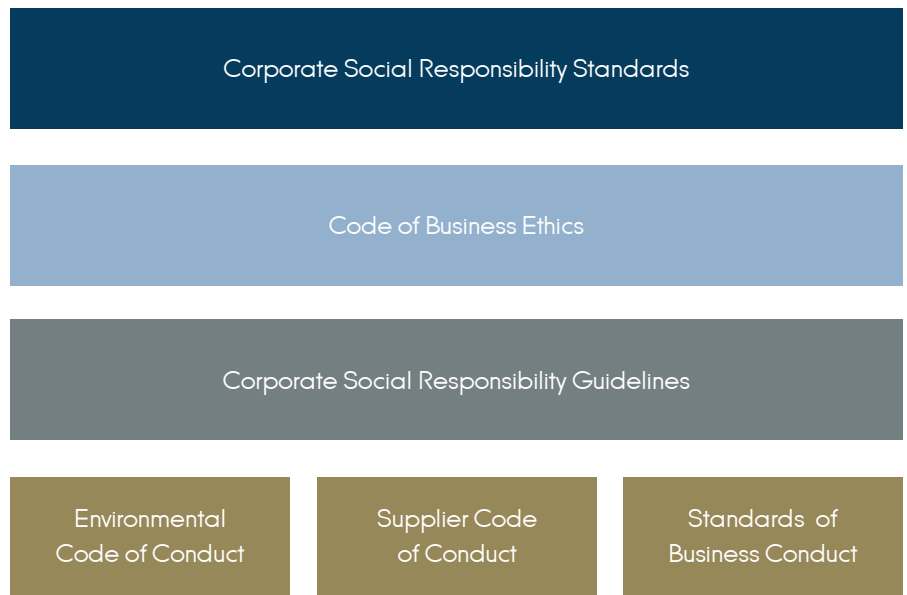 Corporate Social Responsibility Standards
Code of Business Ethics
Corporate Social Responsibility Guidelines
Environmental
Code of Conduct
Supplier Code
of Conduct
Standards of
Business Conduct